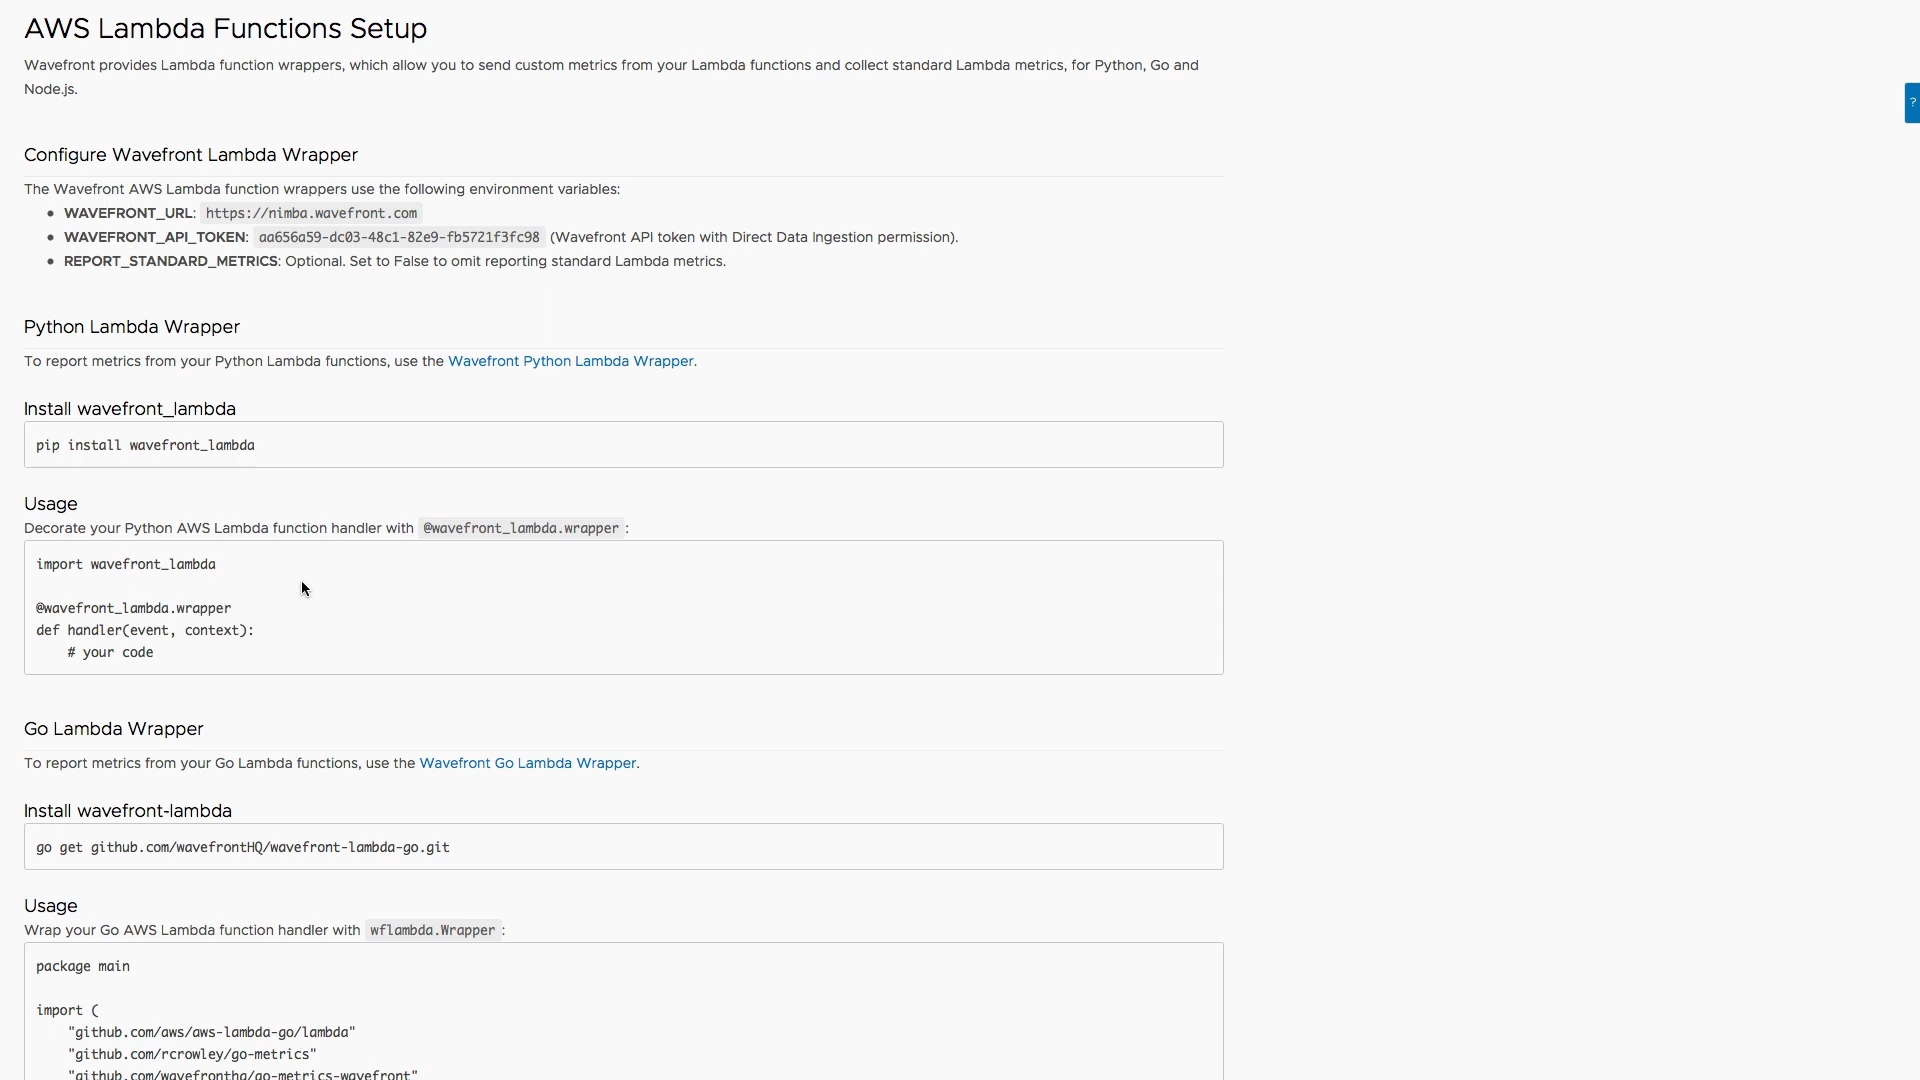 AWS Lambda Functions Setup
Wavefront provides Lambda function wrappers, which allow you to send custom metrics from your Lambda functions and collect standard Lambda metrics, for Python, Go and
Node.js.
?
Configure Wavefront Lambda Wrapper
The Wavefront AWS Lambda function wrappers use the following environment variables:
• WAVEFRONT_URL: https://nimba.wavefront.com
• WAVEFRONT_API_TOKEN: aa656a59-dc03-48c1-82e9-fb5721f3fc98 (Wavefront API token with Direct Data Ingestion permission).
• REPORT_STANDARD_METRICS: Optional. Set to False to omit reporting standard Lambda metrics.
Python Lambda Wrapper
To report metrics from your Python Lambda functions, use the Wavefront Python Lambda Wrapper.
Install wavefront_lambda
pip install wavefront_lambda
Usage
Decorate your Python AWS Lambda function handler with @wavefront_lambda.wrapper :
import wavefront_lambda
@wavefront_lambda.wrapper
def handler(event, context):
    # your code
Go Lambda Wrapper
To report metrics from your Go Lambda functions, use the Wavefront Go Lambda Wrapper.
Install wavefront-lambda
go get github.com/wavefrontHQ/wavefront-lambda-go.git
Usage
Wrap your Go AWS Lambda function handler with wflambda.Wrapper :
package main
import (
    "github.com/aws/aws-lambda-go/lambda"
    "github.com/rcrowley/go-metrics"
    "github.com/wavefronthq/go-metrics-wavefront"